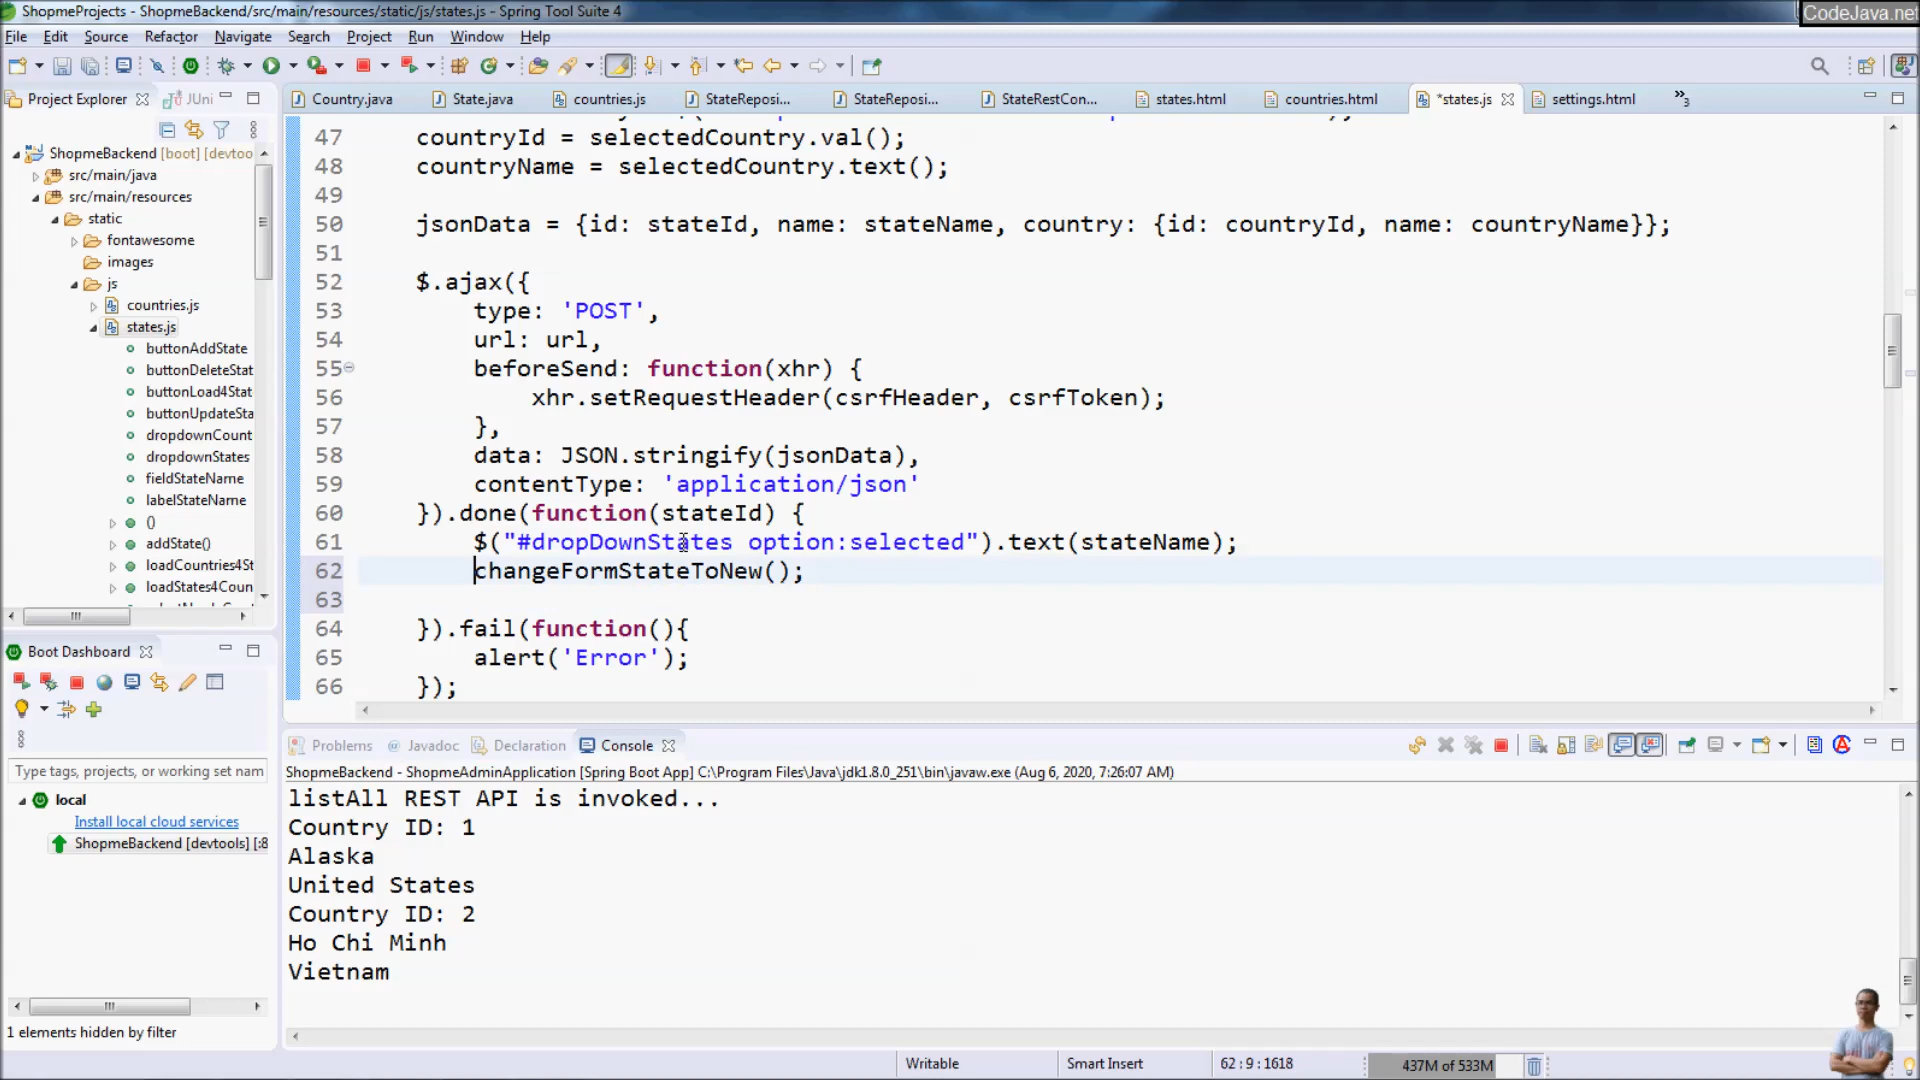 ShopmeProjects - ShopmeBackend/src/main/resources/static/js/states.js - Spring Tool Suite 4
CodeJava.net
File Edit Source Refactor Navigate Search Project Run Window Help
Project Explorer JUni
Country.java State.java countries.js StateReposi... StateReposi... StateRestCon... states.html countries.html *states.js settings.html »3
ShopmeBackend [boot] [devtoo
src/main/java
src/main/resources
static
fontawesome
images
js
countries.js
states.js
buttonAddState
buttonDeleteStat
buttonLoad4Stat
buttonUpdateSta
dropdownCount
dropdownStates
fieldStateName
labelStateName
()
addState()
loadCountries4St
loadStates4Coun
47 countryId = selectedCountry.val();
48 countryName = selectedCountry.text();
49
50 jsonData = {id: stateId, name: stateName, country: {id: countryId, name: countryName}};
51
52 $.ajax({
53 type: 'POST',
54 url: url,
55 beforeSend: function(xhr) {
56 xhr.setRequestHeader(csrfHeader, csrfToken);
57 },
58 data: JSON.stringify(jsonData),
59 contentType: 'application/json'
60 }).done(function(stateId) {
61 $("#dropDownStates option:selected").text(stateName);
62 changeFormStateToNew();
63
64 }).fail(function(){
65 alert('Error');
66 });
Boot Dashboard
Type tags, projects, or working set nam
local
Install local cloud services
ShopmeBackend [devtools] [:8
1 elements hidden by filter
Problems Javadoc Declaration Console
ShopmeBackend - ShopmeAdminApplication [Spring Boot App] C:\Program Files\Java\jdk1.8.0_251\bin\javaw.exe (Aug 6, 2020, 7:26:07 AM)
listAll REST API is invoked...
Country ID: 1
Alaska
United States
Country ID: 2
Ho Chi Minh
Vietnam
Writable Smart Insert 62 : 9 : 1618 437M of 533M